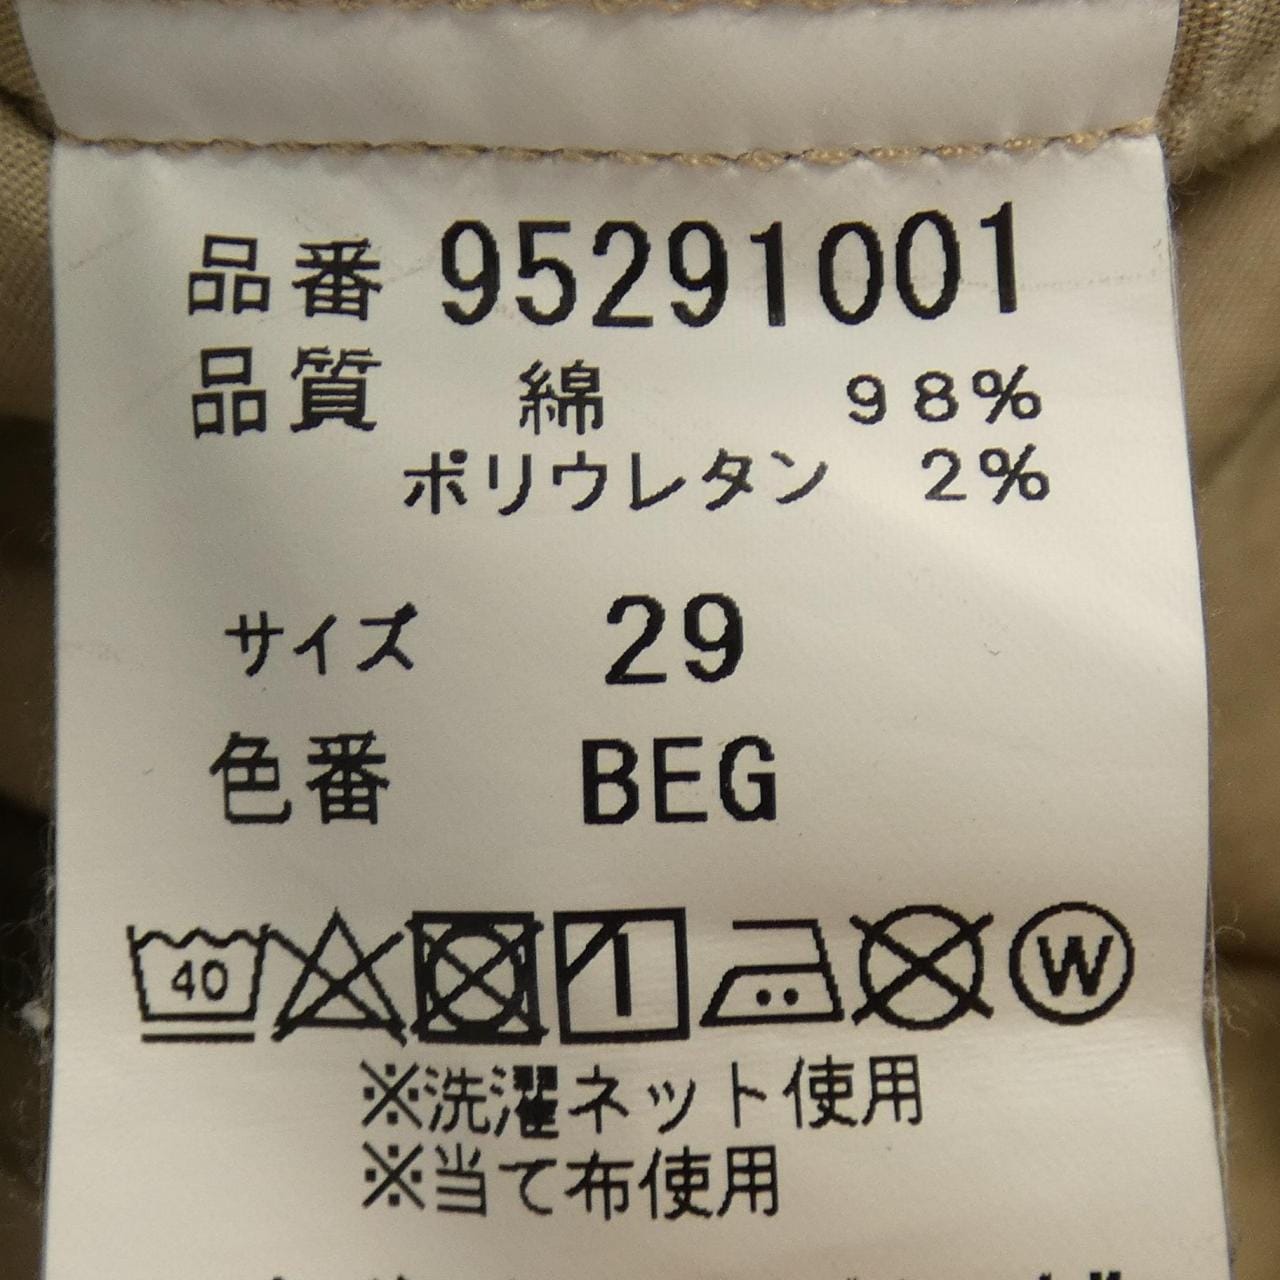 品番 95291001
品質 綿 98%
ポリウレタン 2%
サイズ 29
色番 BEG
40 W
※洗濯ネット使用
※当て布使用